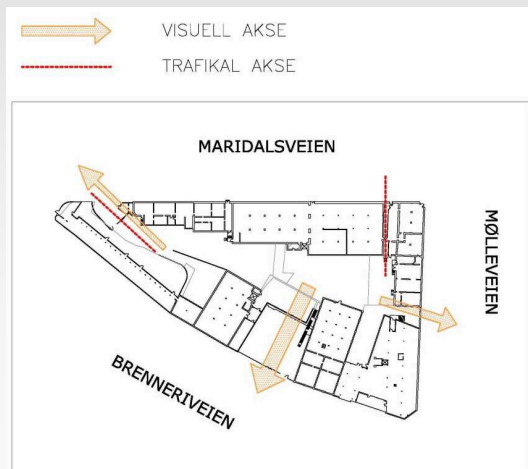 VISUELL AKSE
TRAFIKAL AKSE
MARIDALSVEIEN
MØLLEVEIEN
BRENNERIVEIEN